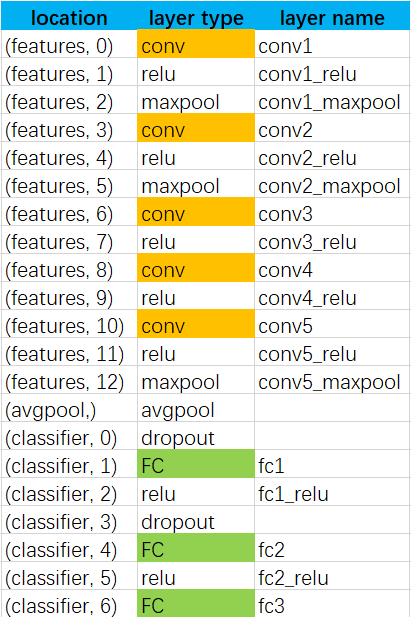 location layer type layer name
(features, 0) conv conv1
(features, 1) relu conv1_relu
(features, 2) maxpool conv1_maxpool
(features, 3) conv conv2
(features, 4) relu conv2_relu
(features, 5) maxpool conv2_maxpool
(features, 6) conv conv3
(features, 7) relu conv3_relu
(features, 8) conv conv4
(features, 9) relu conv4_relu
(features, 10) conv conv5
(features, 11) relu conv5_relu
(features, 12) maxpool conv5_maxpool
(avgpool,) avgpool
(classifier, 0) dropout
(classifier, 1) FC fc1
(classifier, 2) relu fc1_relu
(classifier, 3) dropout
(classifier, 4) FC fc2
(classifier, 5) relu fc2_relu
(classifier, 6) FC fc3